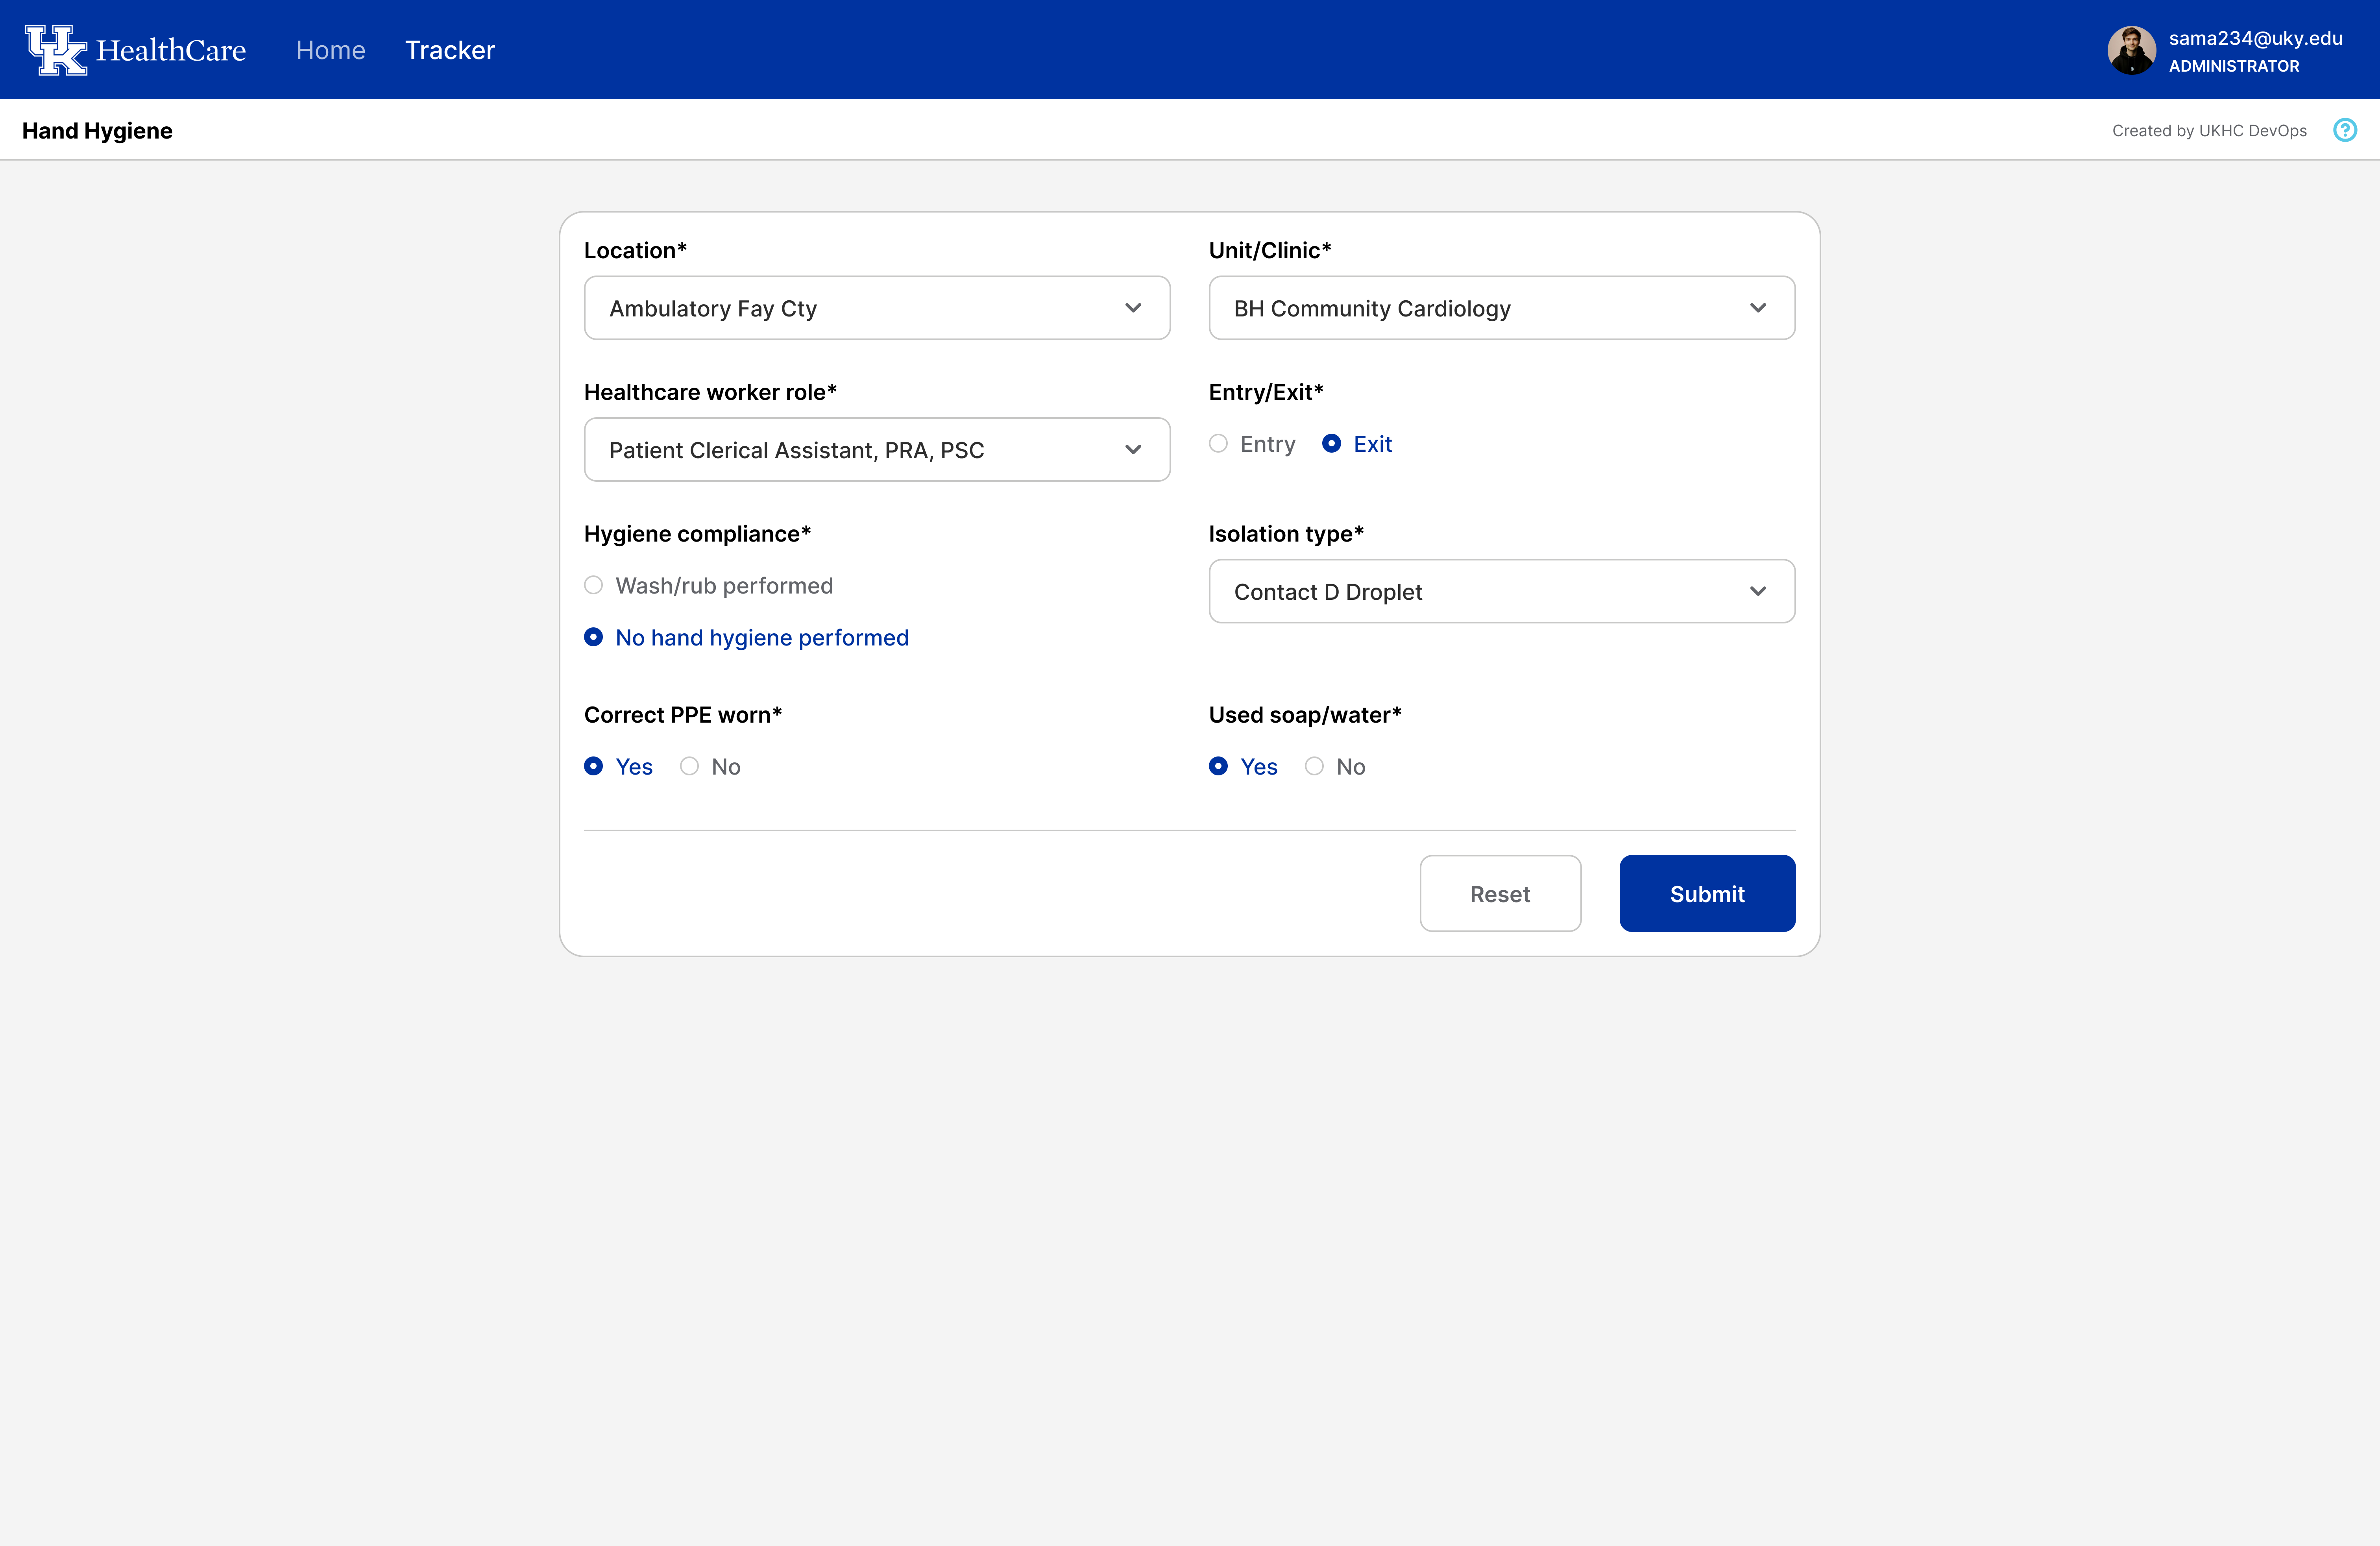 UK HealthCare
Home
Tracker
sama234@uky.edu
ADMINISTRATOR
Hand Hygiene
Created by UKHC DevOps
?
Location*
Ambulatory Fay Cty
Unit/Clinic*
BH Community Cardiology
Healthcare worker role*
Patient Clerical Assistant, PRA, PSC
Entry/Exit*
Entry
Exit
Hygiene compliance*
Wash/rub performed
No hand hygiene performed
Isolation type*
Contact D Droplet
Correct PPE worn*
Yes
No
Used soap/water*
Yes
No
Reset
Submit